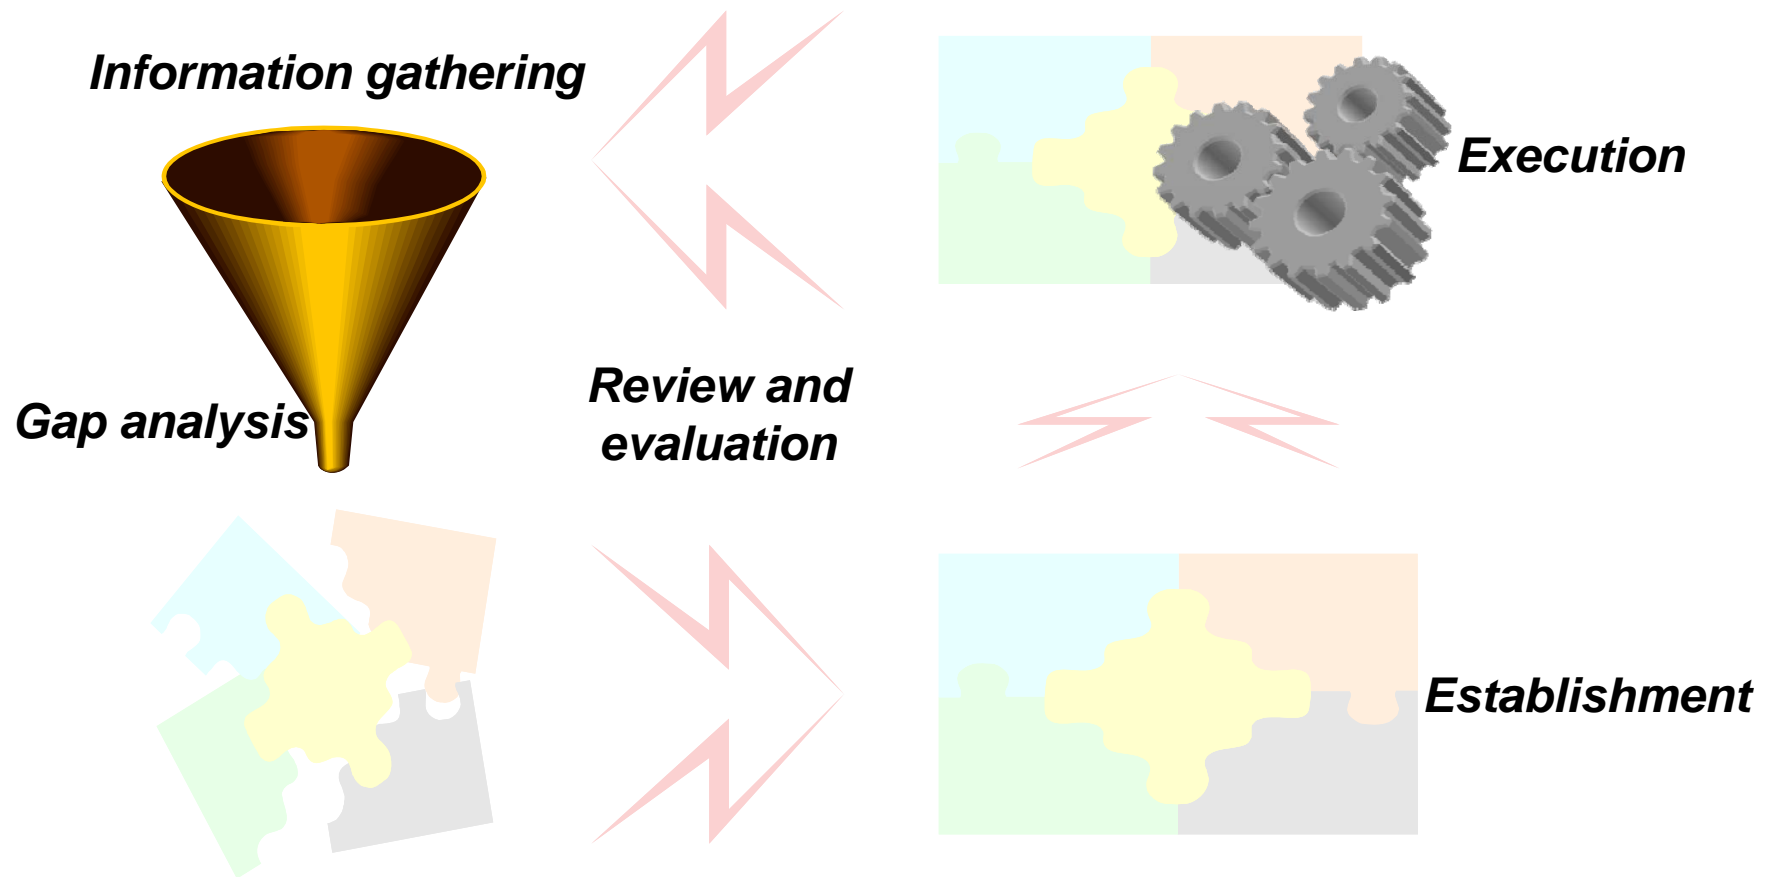 Information gathering
Execution
Review and
evaluation
Gap analysis
Establishment